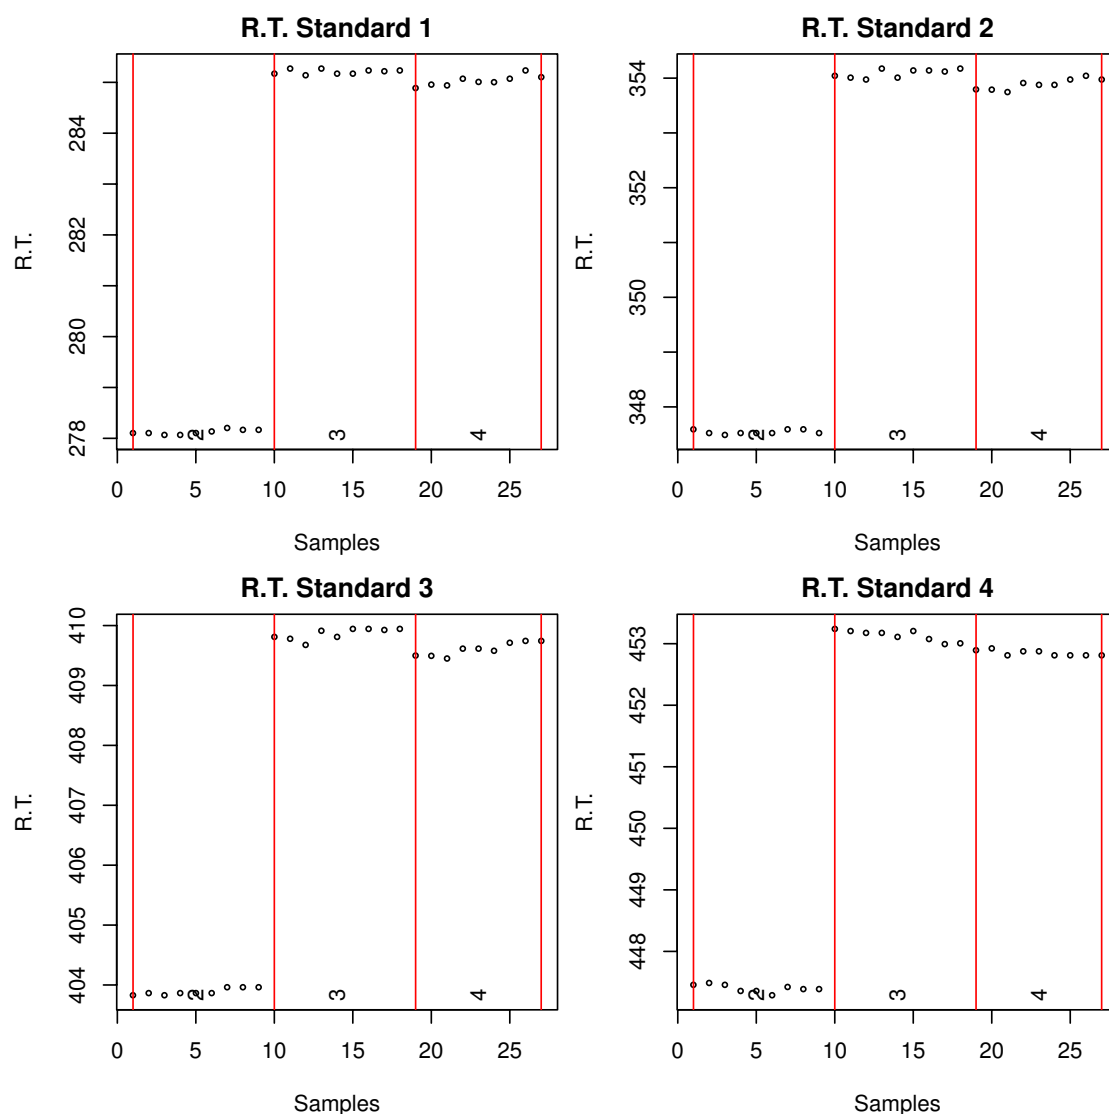 R.T. Standard 1
R.T.
284
282
280
278
2
3
4
0 5 10 15 20 25
Samples
R.T. Standard 2
R.T.
354
352
350
348
2
3
4
0 5 10 15 20 25
Samples
R.T. Standard 3
R.T.
410
409
408
407
406
405
404
2
3
4
0 5 10 15 20 25
Samples
R.T. Standard 4
R.T.
453
452
451
450
449
448
2
3
4
0 5 10 15 20 25
Samples